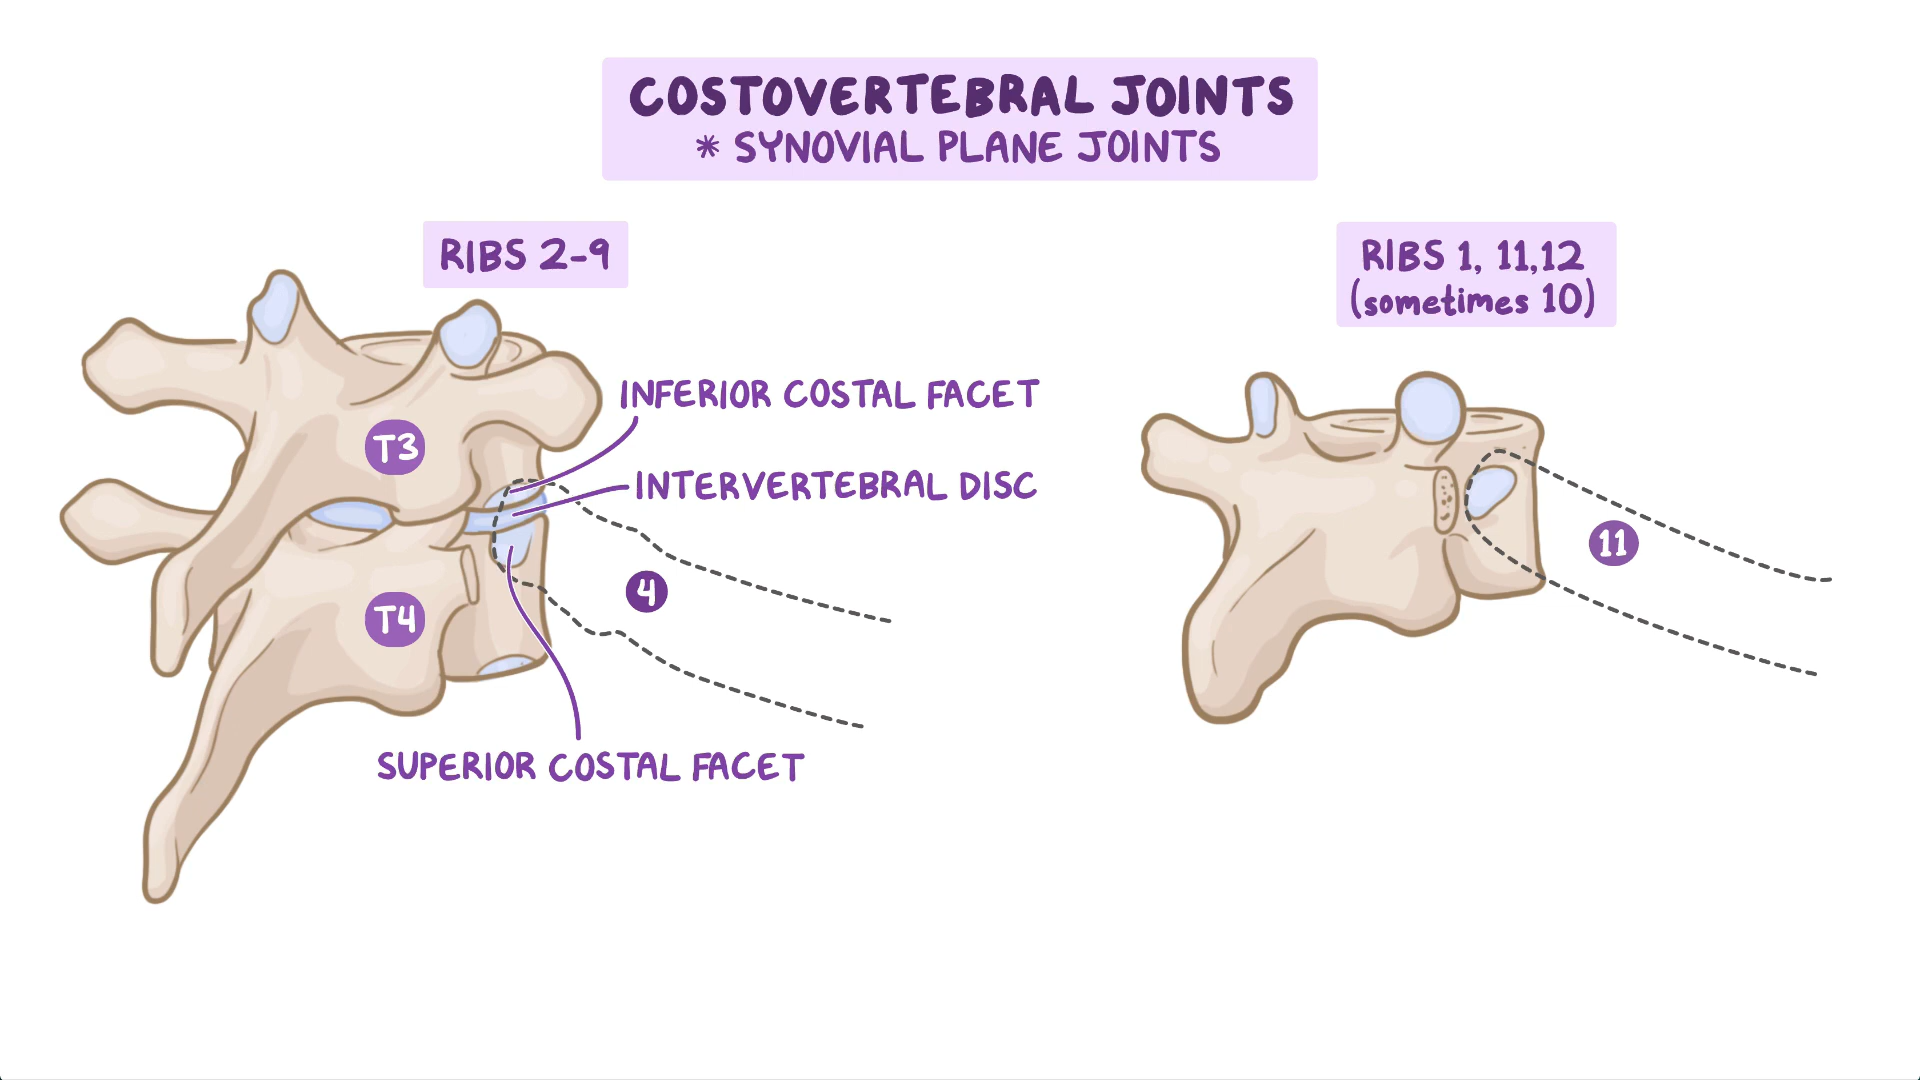 COSTOVERTEBRAL JOINTS
* SYNOVIAL PLANE JOINTS
RIBS 2-9
RIBS 1, 11,12
(sometimes 10)
INFERIOR COSTAL FACET
T3
INTERVERTEBRAL DISC
11
4
T4
SUPERIOR COSTAL FACET